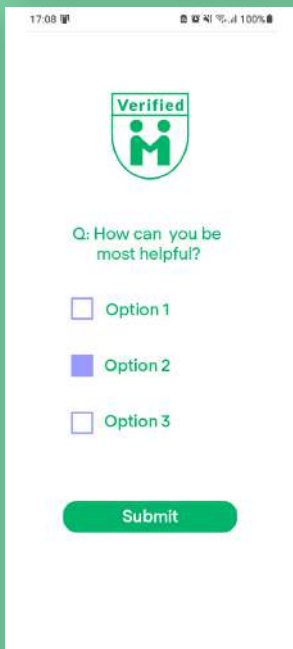 17:08
100%
Verified
Q: How can you be
most helpful?
Option 1
Option 2
Option 3
Submit